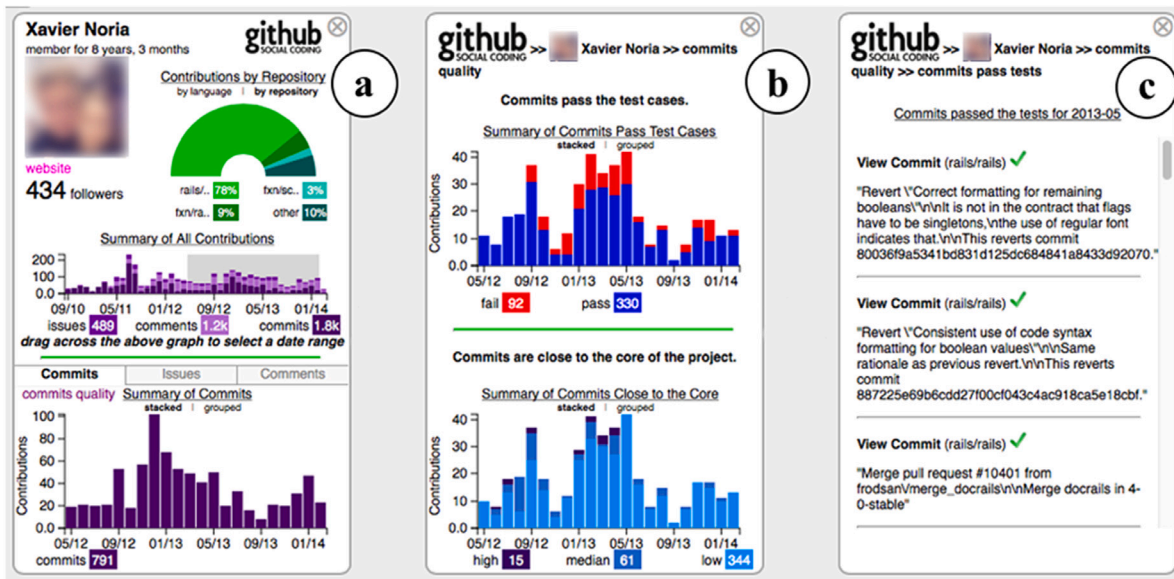 Xavier Noria
member for 8 years, 3 months
github
SOCIAL CODING
a
Contributions by Repository
by language | by repository
website
434 followers
rails/.. 78% fxn/sc.. 3%
fxn/ra.. 9% other 10%
Summary of All Contributions
200
100
0.0
09/10 05/11 01/12 09/12 05/13 01/14
issues 489 comments 1.2k commits 1.8k
drag across the above graph to select a date range
Commits Issues Comments
commits quality Summary of Commits
stacked | grouped
Contributions
100
80
60
40
20
0.0
05/12 09/12 01/13 05/13 09/13 01/14
commits 791
github
SOCIAL CODING
>> Xavier Noria >> commits
quality
b
Commits pass the test cases.
Summary of Commits Pass Test Cases
stacked | grouped
Contributions
40
30
20
10
0.0
05/12 09/12 01/13 05/13 09/13 01/14
fail 92 pass 330
Commits are close to the core of the project.
Summary of Commits Close to the Core
stacked | grouped
Contributions
40
30
20
10
0.0
05/12 09/12 01/13 05/13 09/13 01/14
high 15 median 61 low 344
github
SOCIAL CODING
>> Xavier Noria >> commits
quality >> commits pass tests
c
Commits passed the tests for 2013-05
View Commit (rails/rails)
"Revert \"Correct formatting for remaining
booleans\"\n\nIt is not in the contract that flags
have to be singletons,\nthe use of regular font
indicates that.\n\nThis reverts commit
80036f9a5341bd831d125dc684841a8433d92070."
View Commit (rails/rails)
"Revert \"Consistent use of code syntax
formatting for boolean values\"\n\nSame
rationale as previous revert.\n\nThis reverts
commit
887225e69b6cdd27f00cf043c4ac918ca5e18cbf."
View Commit (rails/rails)
"Merge pull request #10401 from
frodsan\/merge_docrails\n\nMerge docrails in 4-
0-stable"